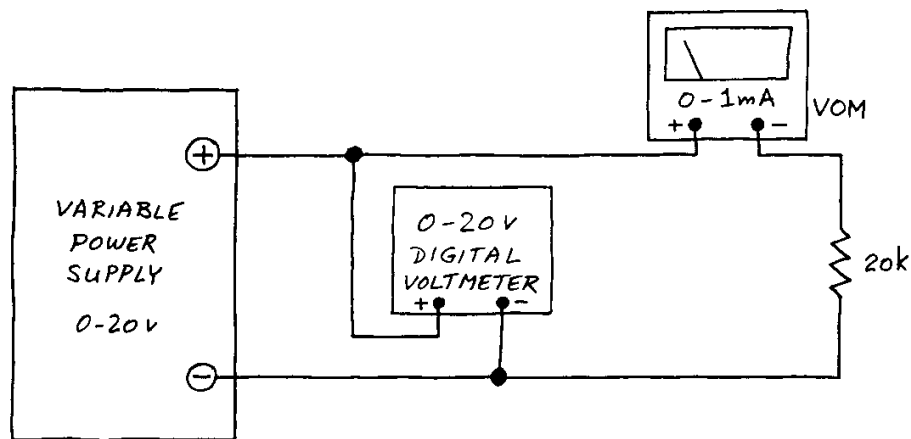 VARIABLE
POWER
SUPPLY
0-20v
+
−
0-20v
DIGITAL
VOLTMETER
+ −
0-1mA
+ −
VOM
20k